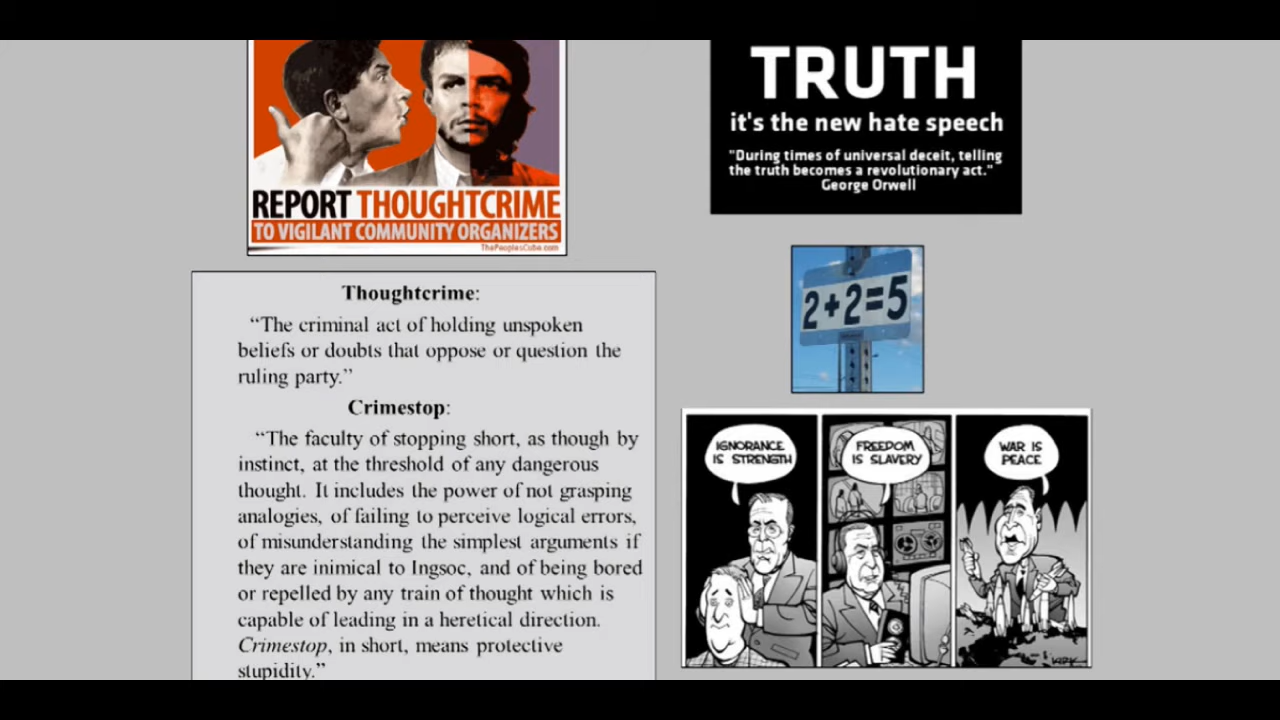 REPORT THOUGHTCRIME
TO VIGILANT COMMUNITY ORGANIZERS
ThePeoplesCube.com
Thoughtcrime:
“The criminal act of holding unspoken
beliefs or doubts that oppose or question the
ruling party.”
Crimestop:
“The faculty of stopping short, as though by
instinct, at the threshold of any dangerous
thought. It includes the power of not grasping
analogies, of failing to perceive logical errors,
of misunderstanding the simplest arguments if
they are inimical to Ingsoc, and of being bored
or repelled by any train of thought which is
capable of leading in a heretical direction.
Crimestop, in short, means protective
stupidity.”
TRUTH
it's the new hate speech
"During times of universal deceit, telling
the truth becomes a revolutionary act."
George Orwell
2+2=5
IGNORANCE
IS STRENGTH
FREEDOM
IS SLAVERY
WAR IS
PEACE
KIRK